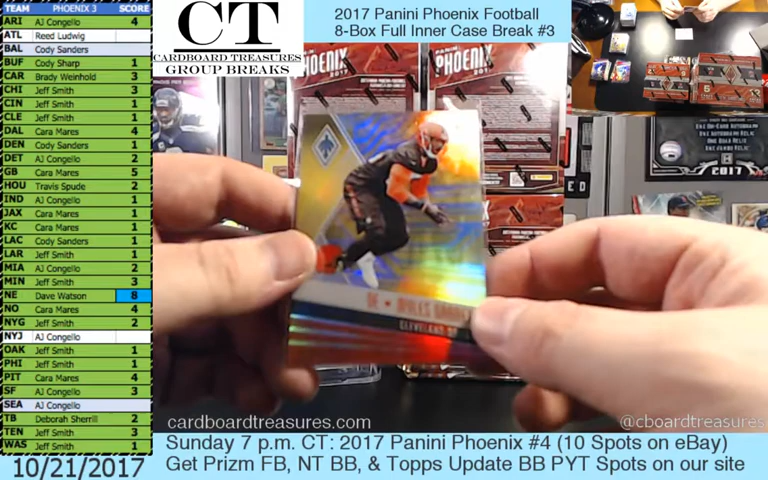 TEAM PHOENIX 3 SCORE
ARI AJ Congello 4
ATL Reed Ludwig
BAL Cody Sanders
BUF Cody Sharp 1
CAR Brady Weinhold 3
CHI Jeff Smith 3
CIN Jeff Smith 1
CLE Jeff Smith 1
DAL Cara Mares 4
DEN Cody Sanders 1
DET AJ Congello 2
GB Cara Mares 5
HOU Travis Spude 2
IND AJ Congello 1
JAX Cara Mares 1
KC Cara Mares 1
LAC Cody Sanders 1
LAR Jeff Smith 1
MIA AJ Congello 2
MIN Jeff Smith 3
NE Dave Watson 8
NO Cara Mares 4
NYG Jeff Smith 2
NYJ AJ Congello
OAK Jeff Smith 1
PHI Jeff Smith 1
PIT Cara Mares 4
SF AJ Congello 3
SEA AJ Congello
TB Deborah Sherrill 2
TEN Jeff Smith 3
WAS Jeff Smith 1
10/21/2017
CT
CARDBOARD TREASURES
GROUP BREAKS
2017 Panini Phoenix Football
8-Box Full Inner Case Break #3
PHOENIX
2017
PHOENIX
2017
ONE ON-CARD AUTOGRAPH
2017
DE • MYLES
CLEVELAND
cardboardtreasures.com
@cboardtreasures
Sunday 7 p.m. CT: 2017 Panini Phoenix #4 (10 Spots on eBay)
Get Prizm FB, NT BB, & Topps Update BB PYT Spots on our site